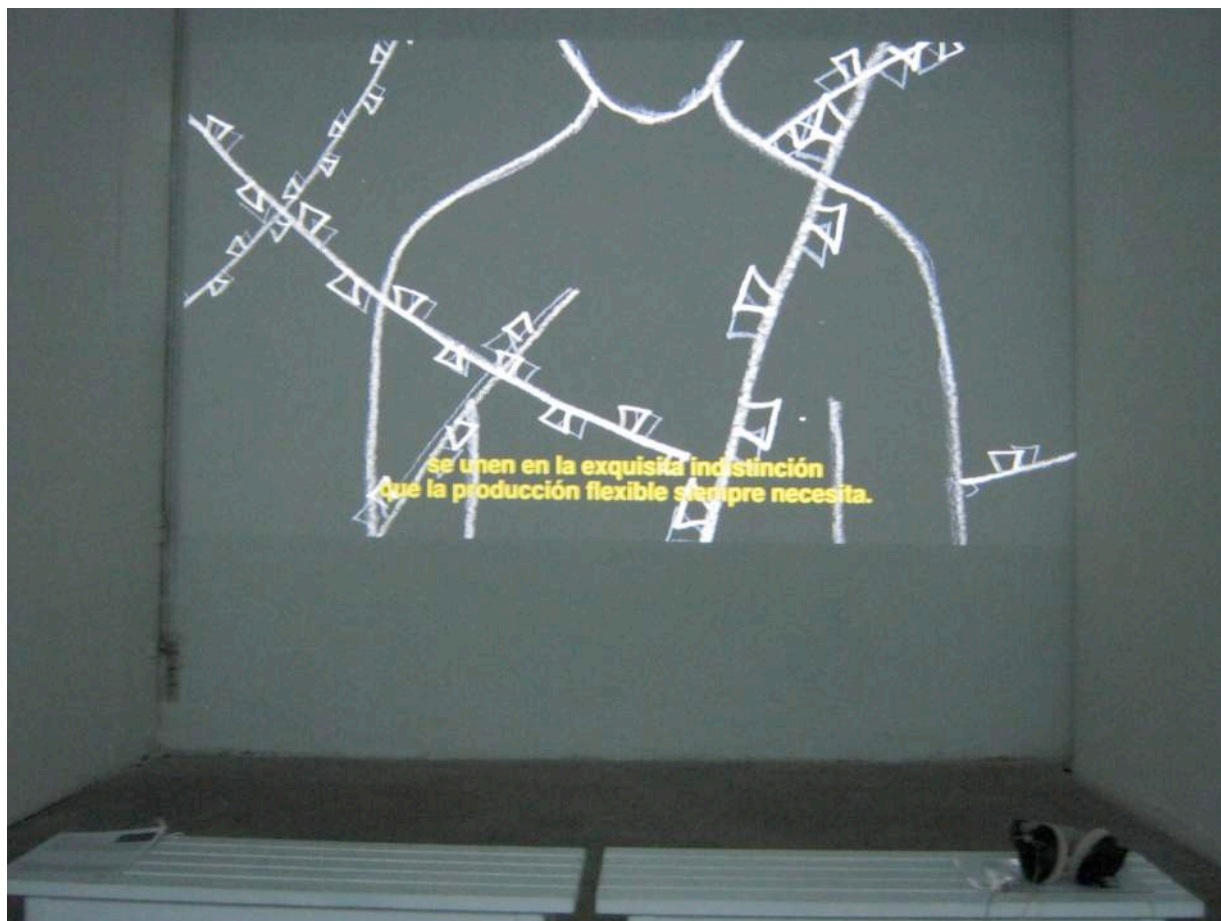 se unen en la exquisita indistinción
que la producción flexible siempre necesita.